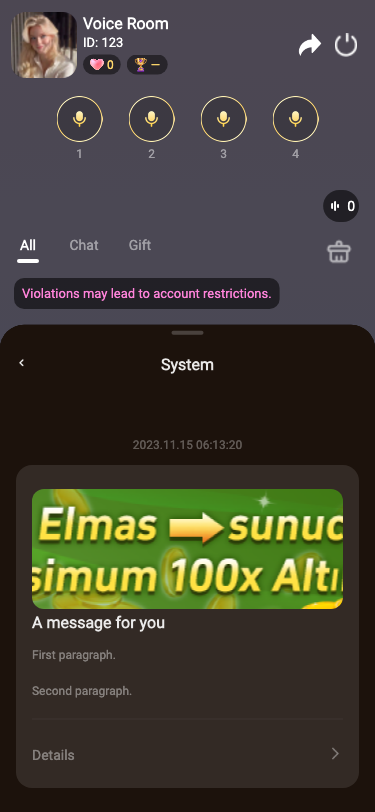 Voice Room
ID: 123
0
1
2
3
4
0
All
Chat
Gift
Violations may lead to account restrictions.
System
2023.11.15 06:13:20
Elmas sunuc
simum 100x Altı
A message for you
First paragraph.
Second paragraph.
Details